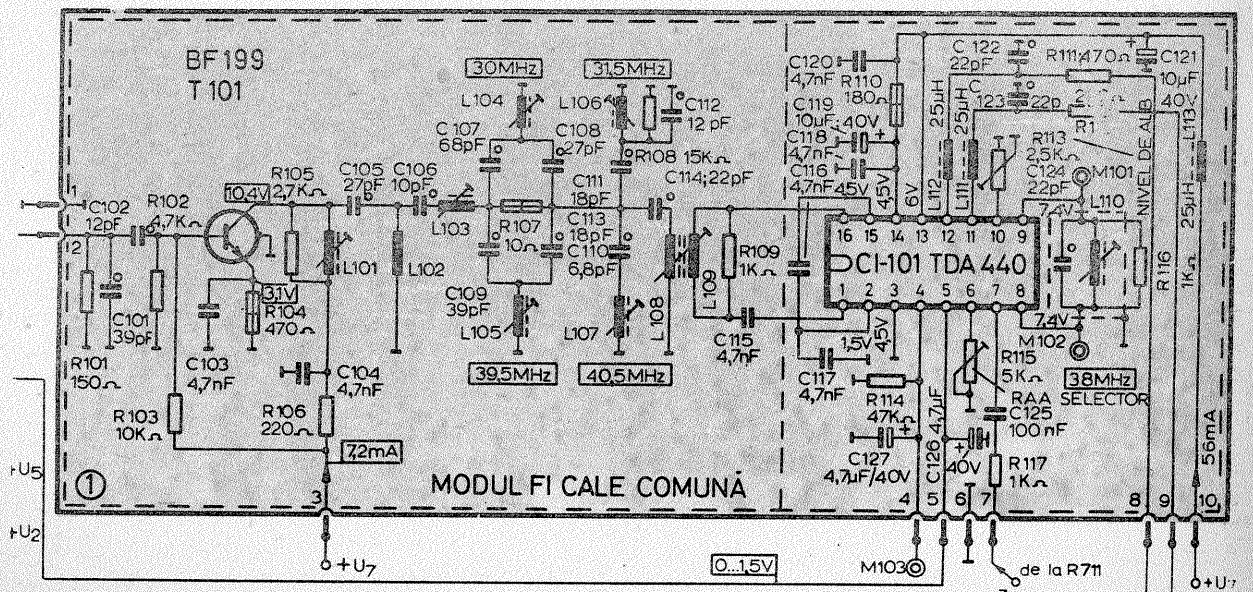 BF 199
T 101
30MHz
31,5MHz
L104
L106
C112
12 pF
C107
68pF
C108
27pF
R108 15KΩ
C105
27pF
C106
10pF
R105
2,7KΩ
10,4V
R102
4,7KΩ
C102
12pF
1
2
L101
L102
L103
R107
10Ω
C111
18pF
C113
18pF
C110
6,8pF
C114; 22pF
3,1V
R104
470Ω
C109
39pF
L105
L107
L108
L109
R109
1KΩ
C101
39pF
R101
150Ω
C103
4,7nF
C104
4,7nF
R103
10KΩ
R106
220Ω
7,2mA
39,5MHz
40,5MHz
C115
4,7nF
1
MODUL FI CALE COMUNĂ
3
+U7
+U5
+U2
C120
4,7nF
R110
180Ω
C119
10µF 40V
C118
4,7nF
C116
4,7nF
4,5V
4,5V
6V
C122
22pF
R111;470Ω
C121
10µF
40V
C
123
22p
R1
25µH
25µH
L112
L111
R113
2,5KΩ
C124
22pF
M101
NIVEL DE ALB
L113
25µH
7,4V
L110
R116
1KΩ
16 15 14 13 12 11 10 9
CI-101 TDA 440
1 2 3 4 5 6 7 8
1,5V
4,5V
7,4V
M102
C117
4,7nF
R114
47KΩ
C127
4,7µF/40V
C126 4,7µF
40V
R115
5KΩ
RAA
C125
100nF
R117
1KΩ
38MHz
SELECTOR
56mA
4
5
6
7
8
9
10
0...1,5V
M103
de la R711
+U7